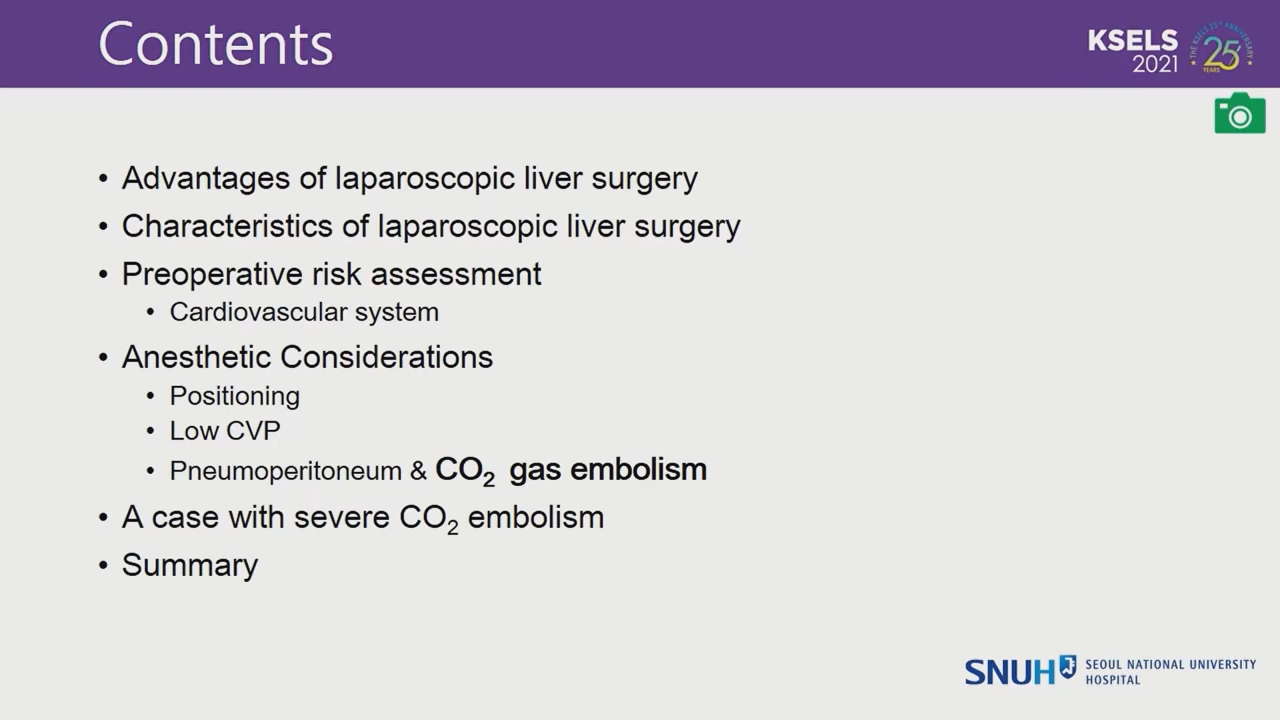 Contents
KSELS
2021
THE KSELS 25TH ANNIVERSARY
25
YEARS
• Advantages of laparoscopic liver surgery
• Characteristics of laparoscopic liver surgery
• Preoperative risk assessment
• Cardiovascular system
• Anesthetic Considerations
• Positioning
• Low CVP
• Pneumoperitoneum & CO₂ gas embolism
• A case with severe CO₂ embolism
• Summary
SNUH
SEOUL NATIONAL UNIVERSITY
HOSPITAL